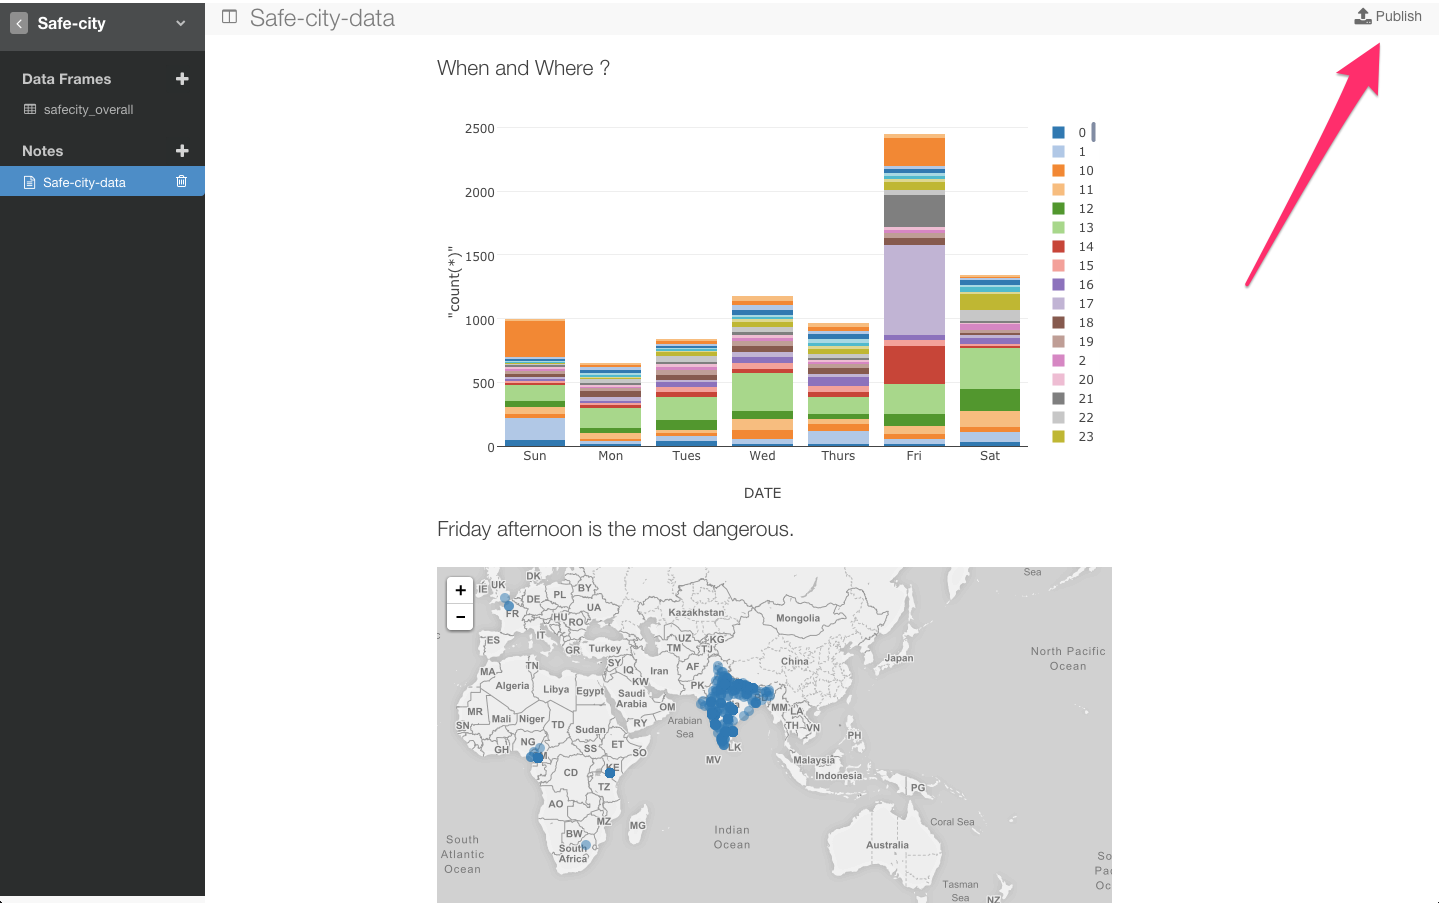 Safe-city
Safe-city-data
Publish
Data Frames
safecity_overall
Notes
Safe-city-data
When and Where ?
2500
2000
1500
1000
500
0
"count(*)"
Sun Mon Tues Wed Thurs Fri Sat
DATE
0
1
10
11
12
13
14
15
16
17
18
19
2
20
21
22
23
Friday afternoon is the most dangerous.
+
−
IE UK DK BY
DE PL
UA
FR HU RO
Kazakhstan
Mongolia
Sea
ES IT
GR Turkey
UZ KG
TM TJ
China
Japan
North Pacific
Ocean
MA TN
SY
IQ Iran AF
Algeria Libya Egypt
KW
Saudi
Arabia
PK
OM
MR Mali Niger TD Sudan RY
Arabian
Sea
MM LA
TH VN
PH
SN
GH NG
SS ET SO
LK
MV
Malaysia
Indonesia
CD KE
TZ
PG
AO
MZ MG
Coral Sea
BW
South
Africa
South
Atlantic
Ocean
Indian
Ocean
Australia
So
Pac
Oc
Tasman
Sea
NZ